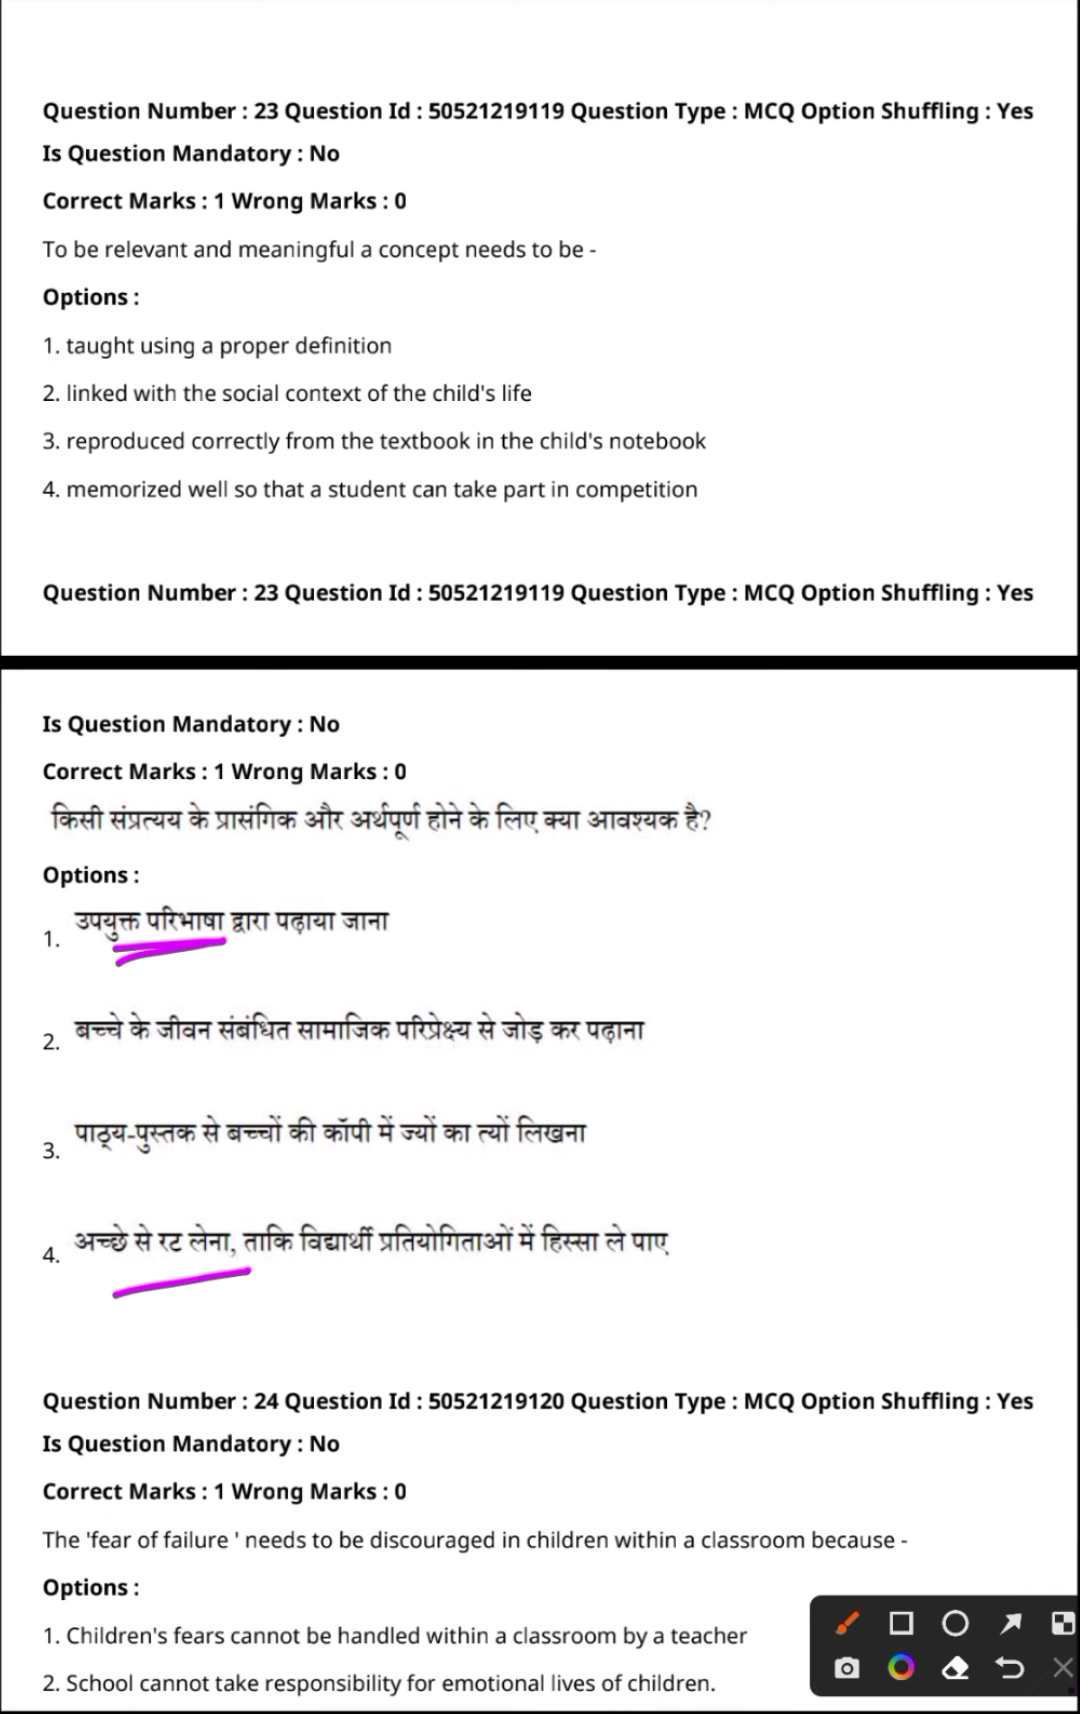 Question Number : 23 Question Id : 50521219119 Question Type : MCQ Option Shuffling : Yes
Is Question Mandatory : No
Correct Marks : 1 Wrong Marks : 0
To be relevant and meaningful a concept needs to be -
Options :
1. taught using a proper definition
2. linked with the social context of the child's life
3. reproduced correctly from the textbook in the child's notebook
4. memorized well so that a student can take part in competition
Question Number : 23 Question Id : 50521219119 Question Type : MCQ Option Shuffling : Yes
Is Question Mandatory : No
Correct Marks : 1 Wrong Marks : 0
किसी संप्रत्यय के प्रासंगिक और अर्थपूर्ण होने के लिए क्या आवश्यक है?
Options :
1. उपयुक्त परिभाषा द्वारा पढ़ाया जाना
2. बच्चे के जीवन संबंधित सामाजिक परिप्रेक्ष्य से जोड़ कर पढ़ाना
3. पाठ्य-पुस्तक से बच्चों की कॉपी में ज्यों का त्यों लिखना
4. अच्छे से रट लेना, ताकि विद्यार्थी प्रतियोगिताओं में हिस्सा ले पाए
Question Number : 24 Question Id : 50521219120 Question Type : MCQ Option Shuffling : Yes
Is Question Mandatory : No
Correct Marks : 1 Wrong Marks : 0
The 'fear of failure ' needs to be discouraged in children within a classroom because -
Options :
1. Children's fears cannot be handled within a classroom by a teacher
2. School cannot take responsibility for emotional lives of children.